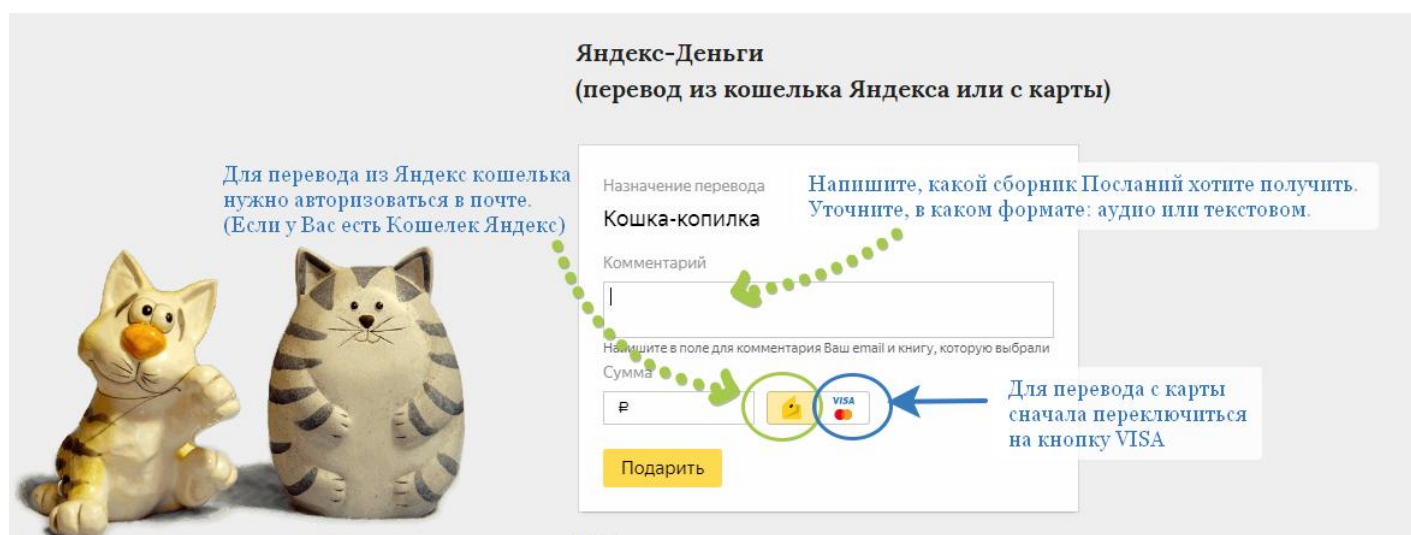 Яндекс-Деньги
(перевод из кошелька Яндекса или с карты)
Для перевода из Яндекс кошелька
нужно авторизоваться в почте.
(Если у Вас есть Кошелек Яндекс)
Назначение перевода
Кошка-копилка
Напишите, какой сборник Посланий хотите получить.
Уточните, в каком формате: аудио или текстовом.
Комментарий
Напишите в поле для комментария Ваш email и книгу, которую выбрали
Сумма
₽
VISA
Для перевода с карты
сначала переключиться
на кнопку VISA
Подарить